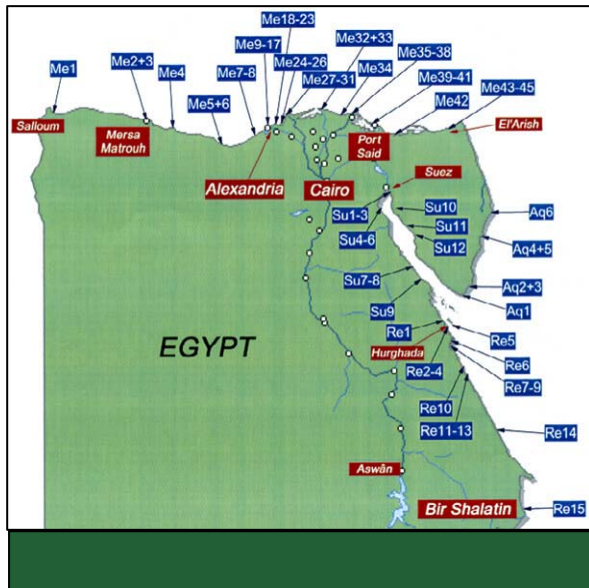 Me18-23
Me9-17
Me32+33
Me24-26
Me35-38
Me1
Me2+3
Me4
Me7-8
Me27-31
Me34
Me39-41
Me5+6
Me42
Me43-45
Salloum
Mersa
Matrouh
Port
Said
El'Arish
Alexandria
Cairo
Suez
Su1-3
Su10
Aq6
Su4-6
Su11
Su12
Aq4+5
Su7-8
Aq2+3
Su9
Aq1
Re1
Re5
EGYPT
Hurghada
Re6
Re2-4
Re7-9
Re10
Re11-13
Re14
Aswân
Bir Shalatin
Re15